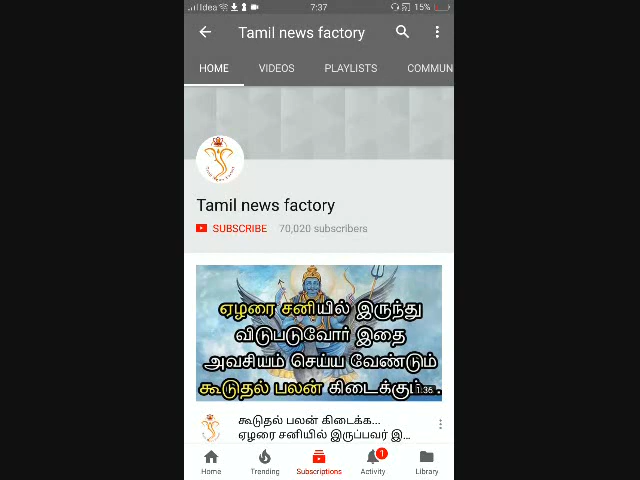 Idea 7:37 15%
Tamil news factory
HOME VIDEOS PLAYLISTS COMMUN
Tamil news factory
SUBSCRIBE 70,020 subscribers
ஏழரை சனியில் இருந்து
விடுபடுவோர் இதை
அவசியம் செய்ய வேண்டும்
கூடுதல் பலன் கிடைக்கும்...
1:36
கூடுதல் பலன் கிடைக்க...
ஏழரை சனியில் இருப்பவர் இ...
1
Home Trending Subscriptions Activity Library